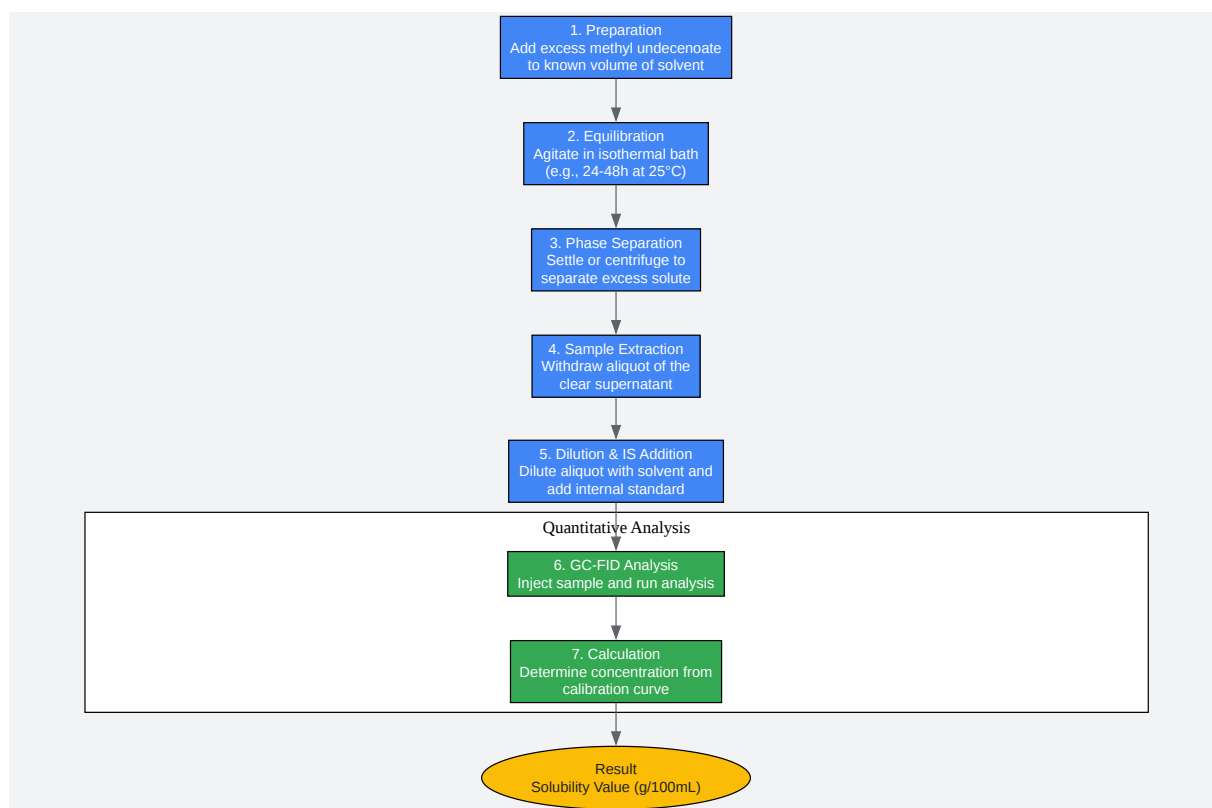 1. Preparation
Add excess methyl undecenoate
to known volume of solvent
2. Equilibration
Agitate in isothermal bath
(e.g., 24-48h at 25°C)
3. Phase Separation
Settle or centrifuge to
separate excess solute
4. Sample Extraction
Withdraw aliquot of the
clear supernatant
5. Dilution & IS Addition
Dilute aliquot with solvent and
add internal standard
Quantitative Analysis
6. GC-FID Analysis
Inject sample and run analysis
7. Calculation
Determine concentration from
calibration curve
Result
Solubility Value (g/100mL)